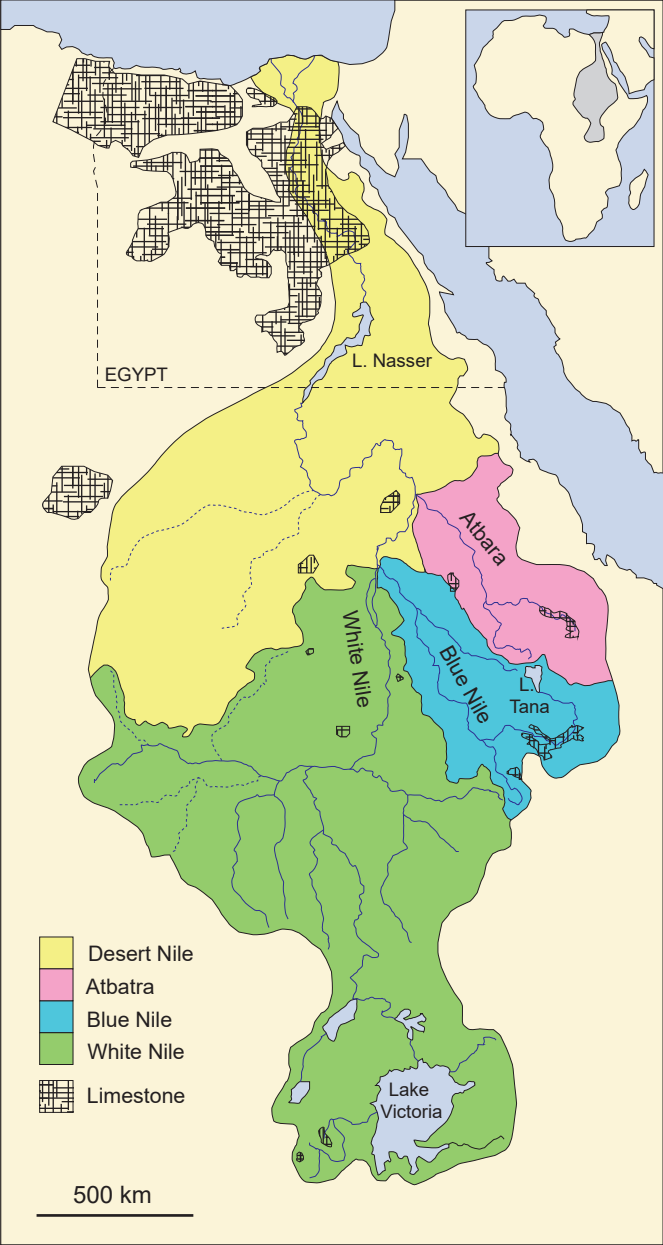 L. Nasser
EGYPT
Atbara
White Nile
Blue Nile
L.
Tana
Desert Nile
Atbatra
Blue Nile
White Nile
Limestone
Lake
Victoria
500 km